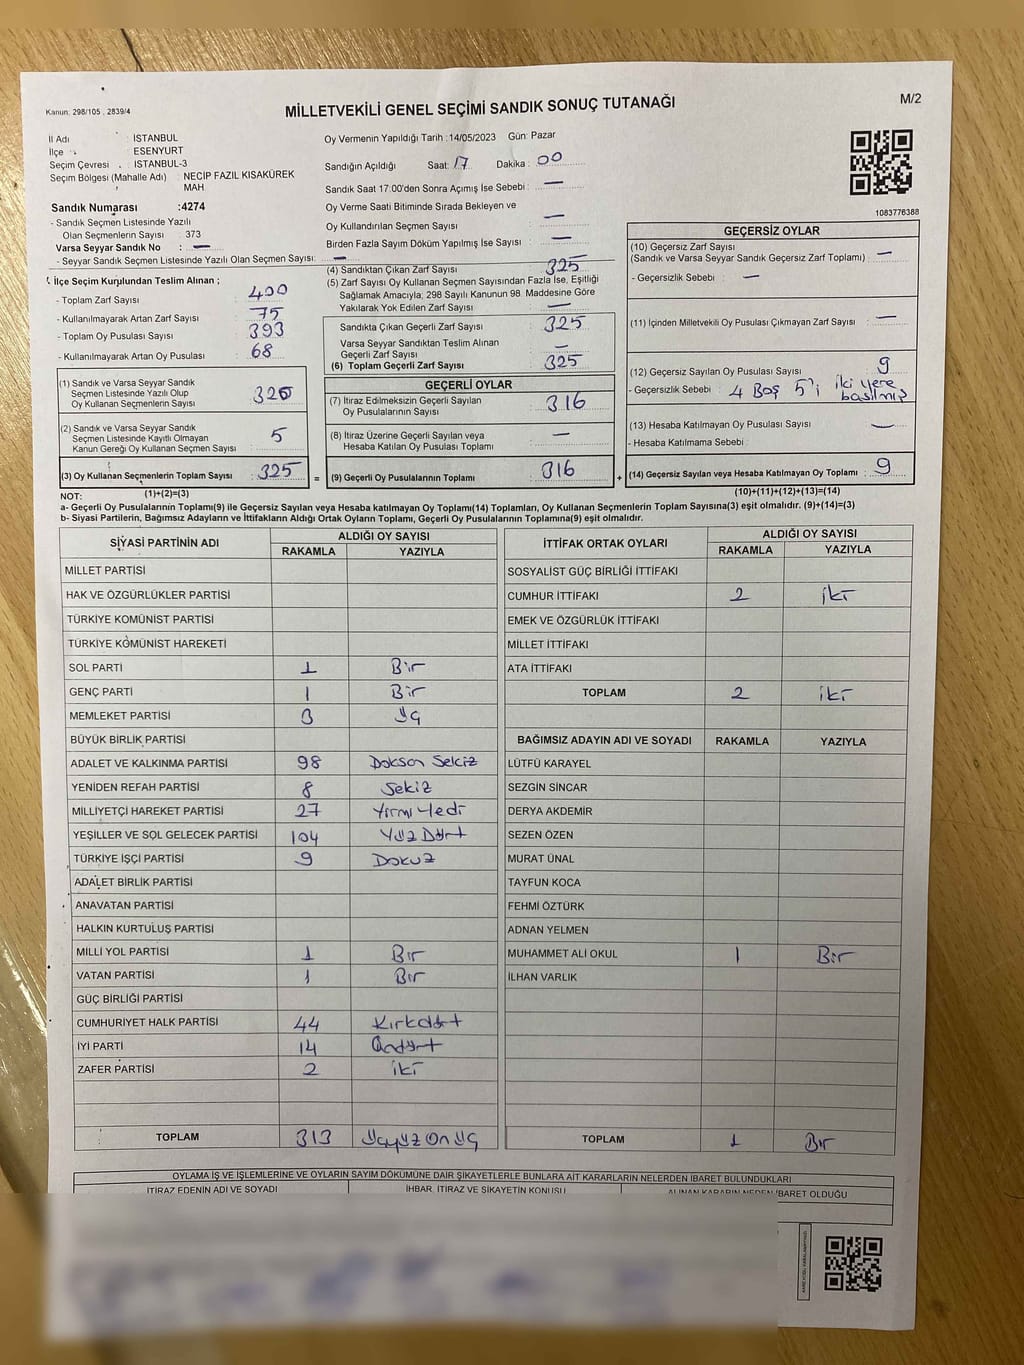 Kanun: 298/105 , 2839/4
MİLLETVEKİLİ GENEL SEÇİMİ SANDIK SONUÇ TUTANAĞI
M/2
İl Adı : İSTANBUL
İlçe : ESENYURT
Seçim Çevresi : İSTANBUL-3
Seçim Bölgesi (Mahalle Adı) : NECİP FAZIL KISAKÜREK
MAH.
Sandık Numarası :4274
- Sandık Seçmen Listesinde Yazılı
Olan Seçmenlerin Sayısı : 373
Varsa Seyyar Sandık No : —
- Seyyar Sandık Seçmen Listesinde Yazılı Olan Seçmen Sayısı: —
Oy Vermenin Yapıldığı Tarih :14/05/2023 Gün: Pazar
Sandığın Açıldığı Saat: 17 Dakika : 00
Sandık Saat 17:00'den Sonra Açımış İse Sebebi : —
Oy Verme Saati Bitiminde Sırada Bekleyen ve
Oy Kullandırılan Seçmen Sayısı : —
Birden Fazla Sayım Döküm Yapılmış İse Sayısı : —
1083776388
İlçe Seçim Kurulundan Teslim Alınan ;
- Toplam Zarf Sayısı : 400
- Kullanılmayarak Artan Zarf Sayısı : 75
- Toplam Oy Pusulası Sayısı : 393
- Kullanılmayarak Artan Oy Pusulası : 68
(4) Sandıktan Çıkan Zarf Sayısı : 325
(5) Zarf Sayısı Oy Kullanan Seçmen Sayısından Fazla İse, Eşitliği
Sağlamak Amacıyla; 298 Sayılı Kanunun 98. Maddesine Göre
Yakılarak Yok Edilen Zarf Sayısı : —
Sandıkta Çıkan Geçerli Zarf Sayısı : 325
Varsa Seyyar Sandıktan Teslim Alınan
Geçerli Zarf Sayısı : —
(6) Toplam Geçerli Zarf Sayısı : 325
GEÇERSİZ OYLAR
(10) Geçersiz Zarf Sayısı
(Sandık ve Varsa Seyyar Sandık Geçersiz Zarf Toplamı) : —
- Geçersizlik Sebebi : —
(11) İçinden Milletvekili Oy Pusulası Çıkmayan Zarf Sayısı : —
(12) Geçersiz Sayılan Oy Pusulası Sayısı : 9
- Geçersizlik Sebebi : 4 Boş 5'i iki yere
basılmış
(13) Hesaba Katılmayan Oy Pusulası Sayısı : —
- Hesaba Katılmama Sebebi :
(14) Geçersiz Sayılan veya Hesaba Katılmayan Oy Toplamı : 9
(10)+(11)+(12)+(13)=(14)
(1) Sandık ve Varsa Seyyar Sandık
Seçmen Listesinde Yazılı Olup
Oy Kullanan Seçmenlerin Sayısı : 320
(2) Sandık ve Varsa Seyyar Sandık
Seçmen Listesinde Kayıtlı Olmayan
Kanun Gereği Oy Kullanan Seçmen Sayısı : 5
(3) Oy Kullanan Seçmenlerin Toplam Sayısı : 325 =
(1)+(2)=(3)
GEÇERLİ OYLAR
(7) İtiraz Edilmeksizin Geçerli Sayılan
Oy Pusulalarının Sayısı : 316
(8) İtiraz Üzerine Geçerli Sayılan veya
Hesaba Katılan Oy Pusulası Toplamı : —
(9) Geçerli Oy Pusulalarının Toplamı : 316 +
NOT:
a- Geçerli Oy Pusulalarının Toplamı(9) ile Geçersiz Sayılan veya Hesaba katılmayan Oy Toplamı(14) Toplamları, Oy Kullanan Seçmenlerin Toplam Sayısına(3) eşit olmalıdır. (9)+(14)=(3)
b- Siyasi Partilerin, Bağımsız Adayların ve İttifakların Aldığı Ortak Oyların Toplamı, Geçerli Oy Pusulalarının Toplamına(9) eşit olmalıdır.
SİYASİ PARTİNİN ADI ALDIĞI OY SAYISI
RAKAMLA YAZIYLA
MİLLET PARTİSİ
HAK VE ÖZGÜRLÜKLER PARTİSİ
TÜRKİYE KOMÜNİST PARTİSİ
TÜRKİYE KOMÜNİST HAREKETİ
SOL PARTİ 1 Bir
GENÇ PARTİ 1 Bir
MEMLEKET PARTİSİ 3 Üç
BÜYÜK BİRLİK PARTİSİ
ADALET VE KALKINMA PARTİSİ 98 Doksan Sekiz
YENİDEN REFAH PARTİSİ 8 Sekiz
MİLLİYETÇİ HAREKET PARTİSİ 27 Yirmi Yedi
YEŞİLLER VE SOL GELECEK PARTİSİ 104 Yüz Dört
TÜRKİYE İŞÇİ PARTİSİ 9 Dokuz
ADALET BİRLİK PARTİSİ
ANAVATAN PARTİSİ
HALKIN KURTULUŞ PARTİSİ
MİLLİ YOL PARTİSİ 1 Bir
VATAN PARTİSİ 1 Bir
GÜÇ BİRLİĞİ PARTİSİ
CUMHURİYET HALK PARTİSİ 44 Kırkdört
İYİ PARTİ 14 Ondört
ZAFER PARTİSİ 2 iki
TOPLAM 313 Üçyüz On Üç
İTTİFAK ORTAK OYLARI ALDIĞI OY SAYISI
RAKAMLA YAZIYLA
SOSYALİST GÜÇ BİRLİĞİ İTTİFAKI
CUMHUR İTTİFAKI 2 iki
EMEK VE ÖZGÜRLÜK İTTİFAKI
MİLLET İTTİFAKI
ATA İTTİFAKI
TOPLAM 2 iki
BAĞIMSIZ ADAYIN ADI VE SOYADI RAKAMLA YAZIYLA
LÜTFÜ KARAYEL
SEZGİN SİNCAR
DERYA AKDEMİR
SEZEN ÖZEN
MURAT ÜNAL
TAYFUN KOCA
FEHMİ ÖZTÜRK
ADNAN YELMEN
MUHAMMET ALİ OKUL 1 Bir
İLHAN VARLIK
TOPLAM 1 Bir
OYLAMA İŞ VE İŞLEMLERİNE VE OYLARIN SAYIM DÖKÜMÜNE DAİR ŞİKAYETLERLE BUNLARA AİT KARARLARIN NELERDEN İBARET BULUNDUKLARI
İTİRAZ EDENİN ADI VE SOYADI İHBAR, İTİRAZ VE ŞİKAYETİN KONUSU ALINAN KARARIN NEDEN İBARET OLDUĞU